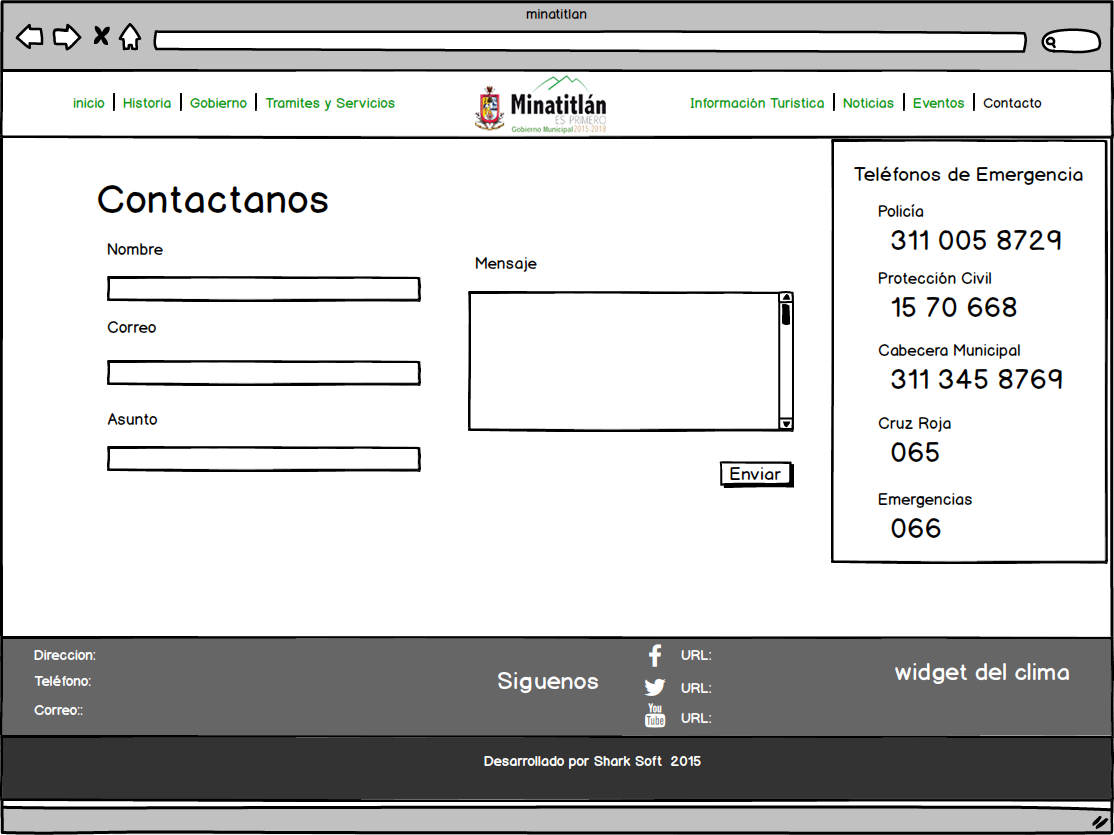 minatitlan
inicio | Historia | Gobierno | Tramites y Servicios
Minatitlán
ES PRIMERO
Gobierno Municipal 2015-2018
Información Turistica | Noticias | Eventos | Contacto
Contactanos
Nombre
Correo
Asunto
Mensaje
Enviar
Teléfonos de Emergencia
Policía
311 005 8729
Protección Civil
15 70 668
Cabecera Municipal
311 345 8769
Cruz Roja
065
Emergencias
066
Direccion:
Teléfono:
Correo::
Siguenos
URL:
URL:
You
Tube
URL:
widget del clima
Desarrollado por Shark Soft 2015